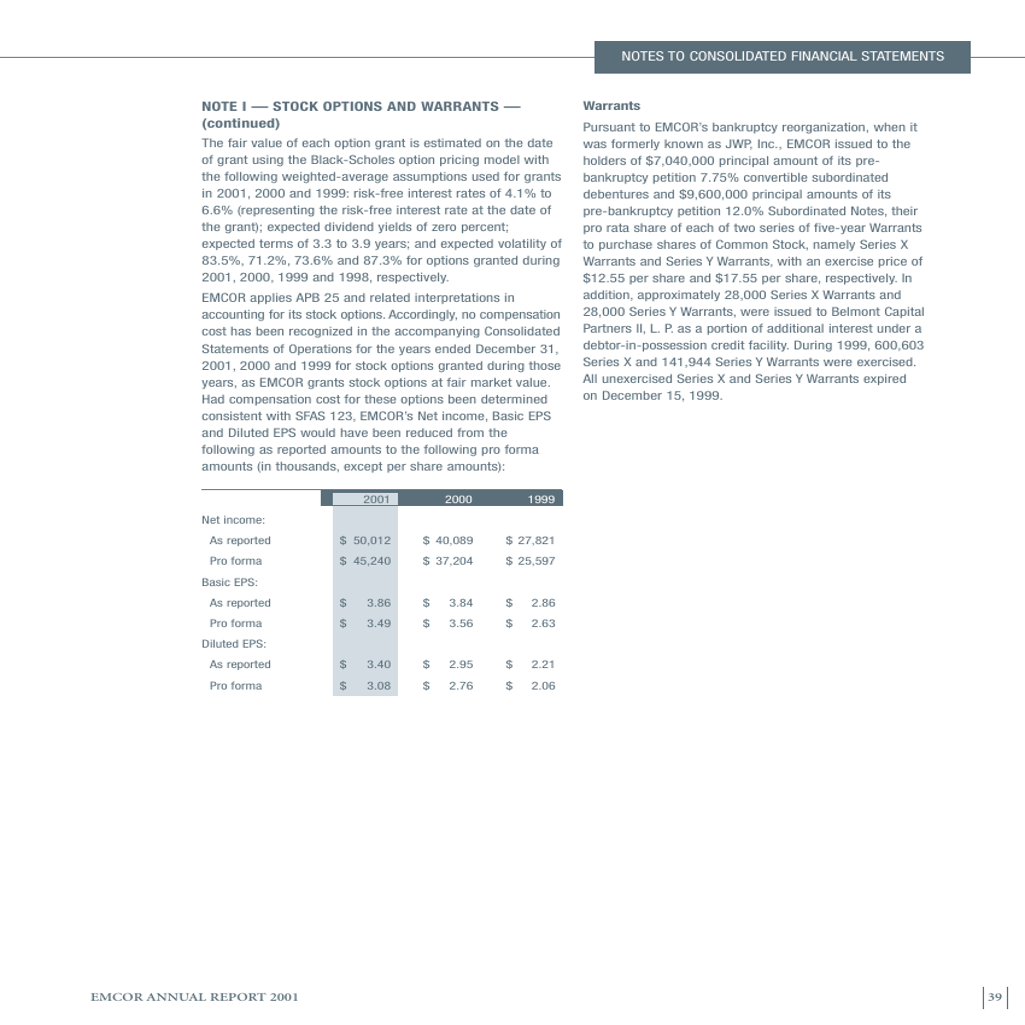 NOTES TO CONSOLIDATED FINANCIAL STATEMENTS
NOTE I — STOCK OPTIONS AND WARRANTS —
(continued)
The fair value of each option grant is estimated on the date
of grant using the Black-Scholes option pricing model with
the following weighted-average assumptions used for grants
in 2001, 2000 and 1999: risk-free interest rates of 4.1% to
6.6% (representing the risk-free interest rate at the date of
the grant); expected dividend yields of zero percent;
expected terms of 3.3 to 3.9 years; and expected volatility of
83.5%, 71.2%, 73.6% and 87.3% for options granted during
2001, 2000, 1999 and 1998, respectively.
EMCOR applies APB 25 and related interpretations in
accounting for its stock options. Accordingly, no compensation
cost has been recognized in the accompanying Consolidated
Statements of Operations for the years ended December 31,
2001, 2000 and 1999 for stock options granted during those
years, as EMCOR grants stock options at fair market value.
Had compensation cost for these options been determined
consistent with SFAS 123, EMCOR's Net income, Basic EPS
and Diluted EPS would have been reduced from the
following as reported amounts to the following pro forma
amounts (in thousands, except per share amounts):
2001 2000 1999
Net income:
As reported $ 50,012 $ 40,089 $ 27,821
Pro forma $ 45,240 $ 37,204 $ 25,597
Basic EPS:
As reported $ 3.86 $ 3.84 $ 2.86
Pro forma $ 3.49 $ 3.56 $ 2.63
Diluted EPS:
As reported $ 3.40 $ 2.95 $ 2.21
Pro forma $ 3.08 $ 2.76 $ 2.06
Warrants
Pursuant to EMCOR's bankruptcy reorganization, when it
was formerly known as JWP, Inc., EMCOR issued to the
holders of $7,040,000 principal amount of its pre-
bankruptcy petition 7.75% convertible subordinated
debentures and $9,600,000 principal amounts of its
pre-bankruptcy petition 12.0% Subordinated Notes, their
pro rata share of each of two series of five-year Warrants
to purchase shares of Common Stock, namely Series X
Warrants and Series Y Warrants, with an exercise price of
$12.55 per share and $17.55 per share, respectively. In
addition, approximately 28,000 Series X Warrants and
28,000 Series Y Warrants, were issued to Belmont Capital
Partners II, L. P. as a portion of additional interest under a
debtor-in-possession credit facility. During 1999, 600,603
Series X and 141,944 Series Y Warrants were exercised.
All unexercised Series X and Series Y Warrants expired
on December 15, 1999.
EMCOR ANNUAL REPORT 2001
39